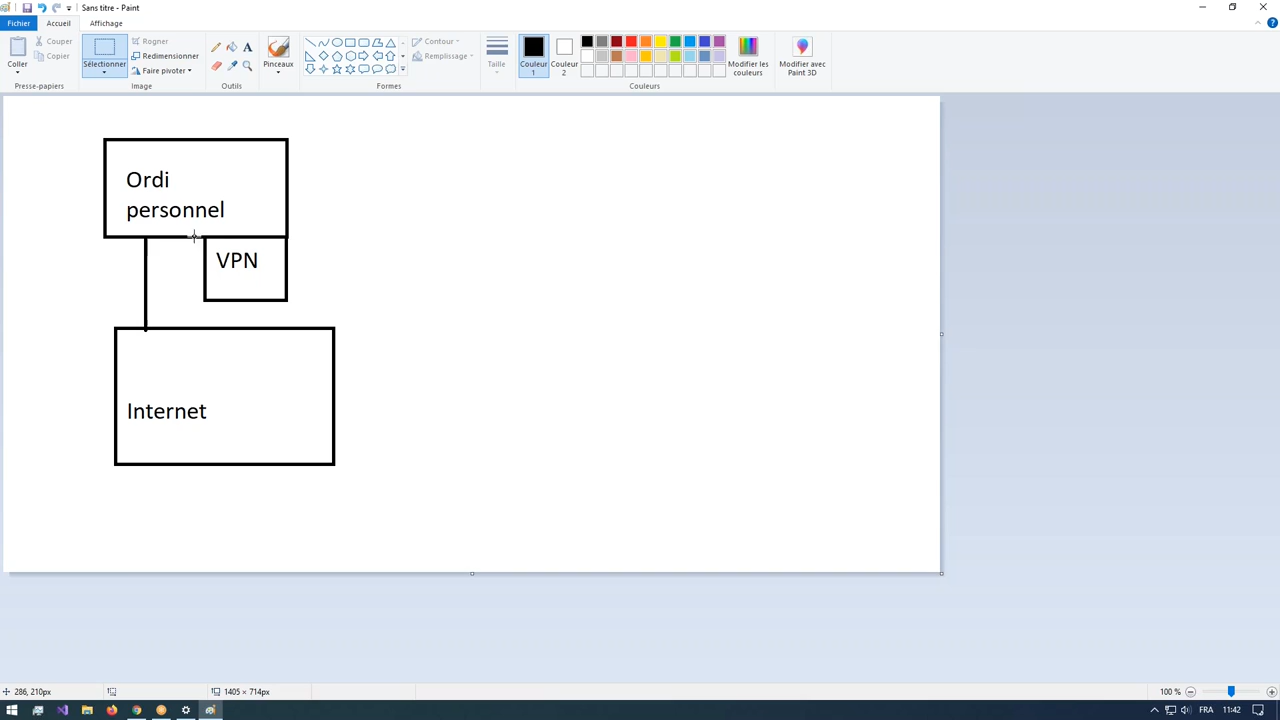 Sans titre - Paint
Fichier Accueil Affichage
Coller
Couper
Copier
Presse-papiers
Sélectionner
Rogner
Redimensionner
Faire pivoter
Image
A
Outils
Pinceaux
Contour
Remplissage
Formes
Taille
Couleur 1
Couleur 2
Modifier les couleurs
Couleurs
Modifier avec Paint 3D
Ordi
personnel
VPN
Internet
286, 210px
1405 × 714px
100 %
FRA 11:42